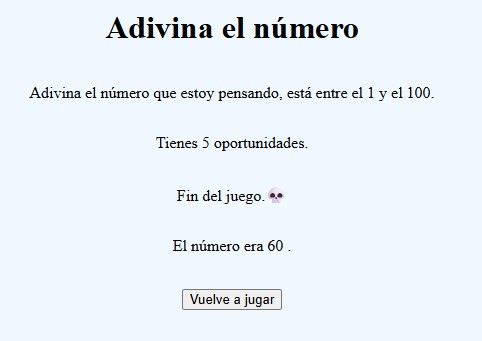 Adivina el número
Adivina el número que estoy pensando, está entre el 1 y el 100.
Tienes 5 oportunidades.
Fin del juego.💀
El número era 60 .
Vuelve a jugar